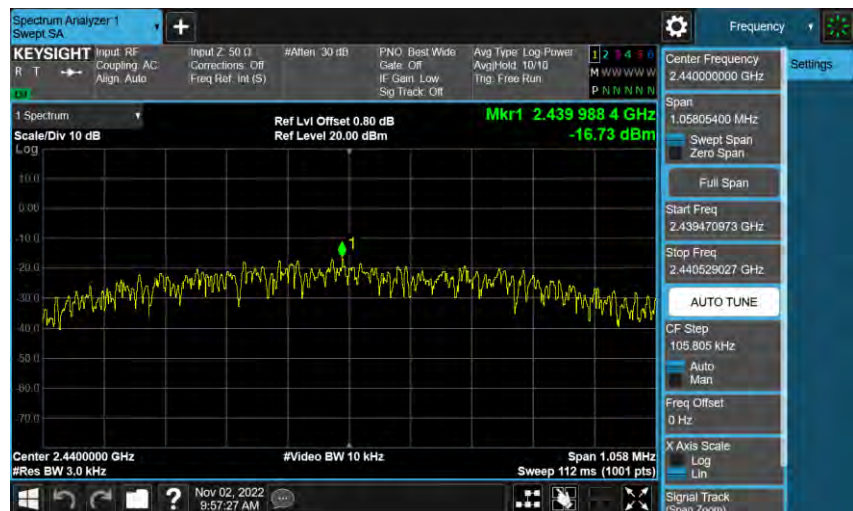 Spectrum Analyzer 1
Swept SA
+
Frequency
KEYSIGHT
R T
Input: RF
Coupling: AC
Align: Auto
Input Z: 50 Ω
Corrections: Off
Freq Ref: Int (S)
#Atten: 30 dB
PNO: Best Wide
Gate: Off
IF Gain: Low
Sig Track: Off
Avg Type: Log-Power
Avg|Hold: 10/10
Trig: Free Run
1 2 3 4 5 6
M W W W W W
P N N N N N
1 Spectrum
Scale/Div 10 dB
Log
Ref Lvl Offset 0.80 dB
Ref Level 20.00 dBm
Mkr1 2.439 988 4 GHz
-16.73 dBm
10.0
0.00
-10.0
-20.0
-30.0
-40.0
-50.0
-60.0
-70.0
1
Center 2.4400000 GHz
#Res BW 3.0 kHz
#Video BW 10 kHz
Span 1.058 MHz
Sweep 112 ms (1001 pts)
?
Nov 02, 2022
9:57:27 AM
Center Frequency
2.440000000 GHz
Settings
Span
1.05805400 MHz
Swept Span
Zero Span
Full Span
Start Freq
2.439470973 GHz
Stop Freq
2.440529027 GHz
AUTO TUNE
CF Step
105.805 kHz
Auto
Man
Freq Offset
0 Hz
X Axis Scale
Log
Lin
Signal Track
(Span Zoom)